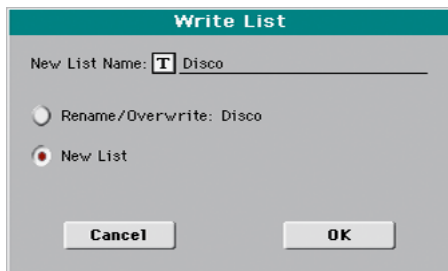 Write List
New List Name: T Disco
Rename/Overwrite: Disco
New List
Cancel OK